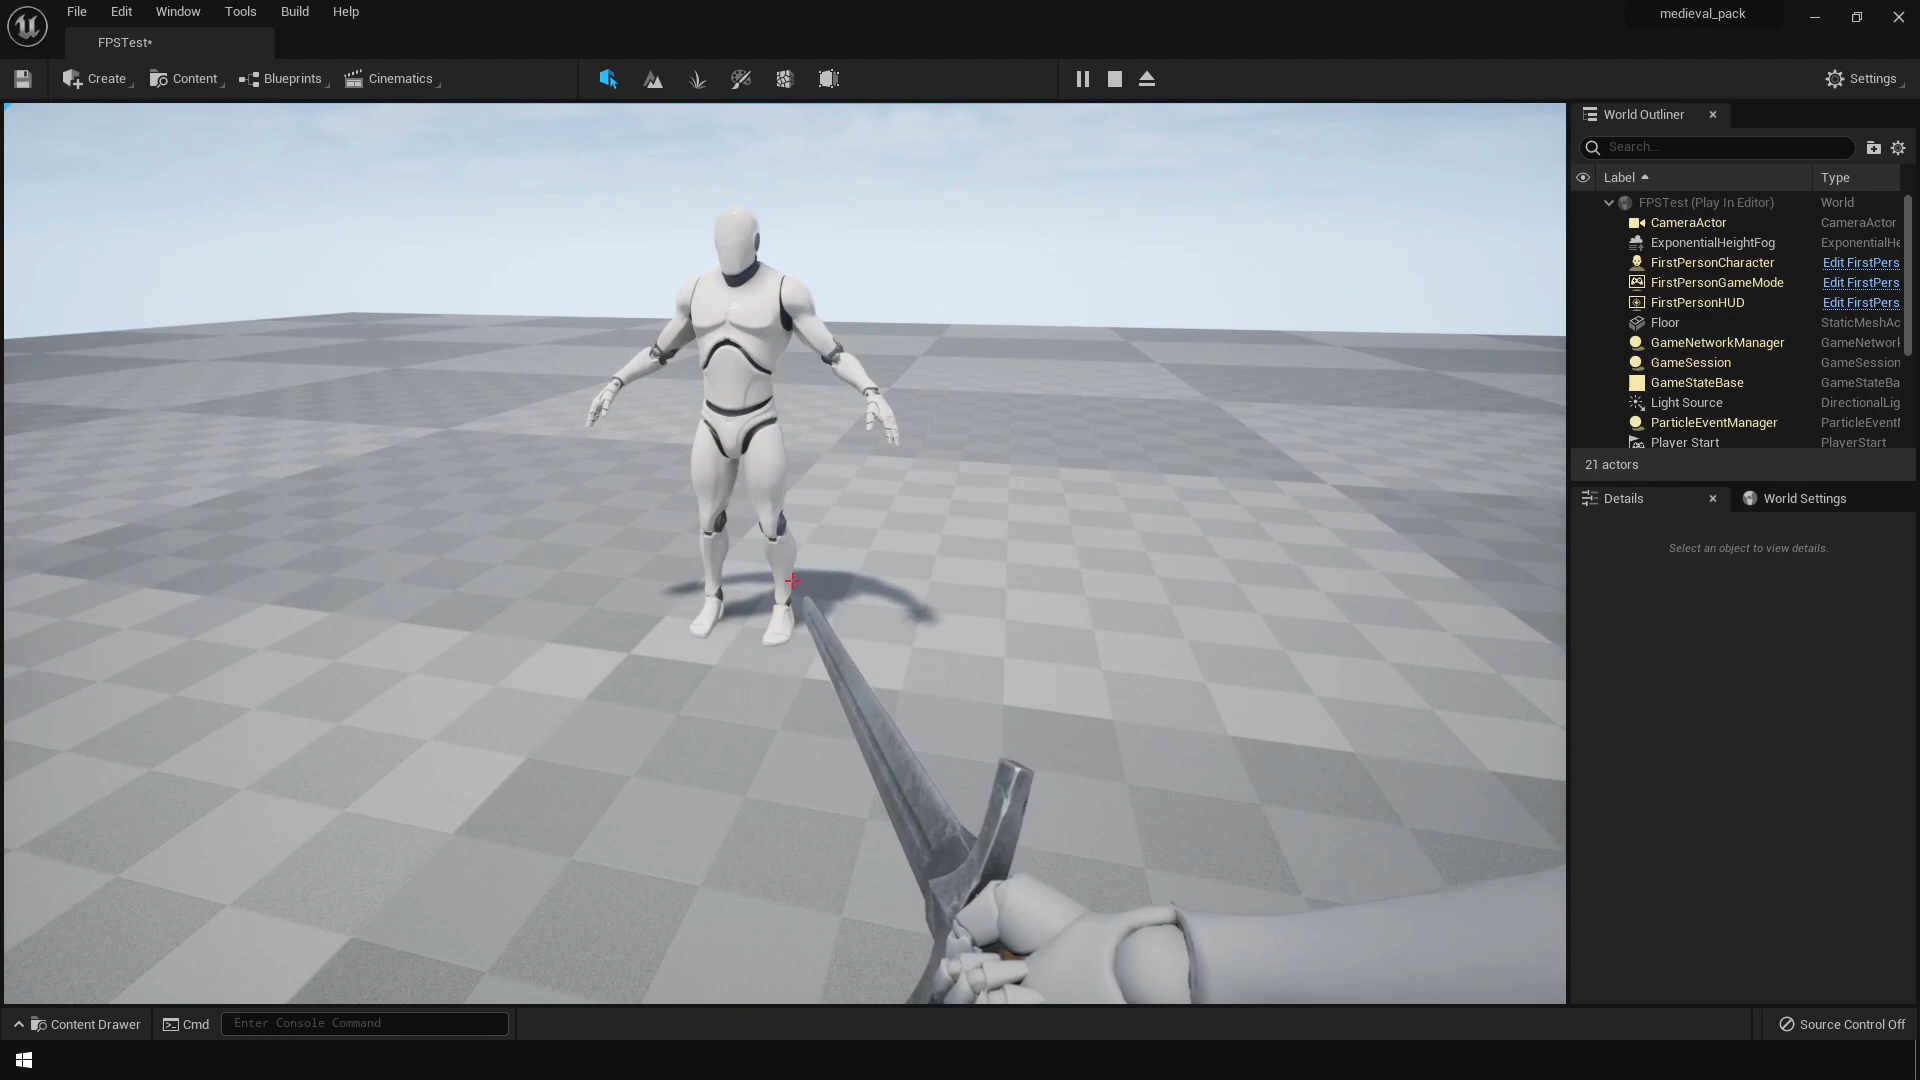 File Edit Window Tools Build Help
medieval_pack
FPSTest*
Create Content Blueprints Cinematics
Settings
World Outliner
Search...
Label Type
FPSTest (Play In Editor) World
CameraActor CameraActor
ExponentialHeightFog ExponentialHe
FirstPersonCharacter Edit FirstPers
FirstPersonGameMode Edit FirstPers
FirstPersonHUD Edit FirstPers
Floor StaticMeshAc
GameNetworkManager GameNetwork
GameSession GameSession
GameStateBase GameStateBa
Light Source DirectionalLig
ParticleEventManager ParticleEventM
Player Start PlayerStart
21 actors
Details World Settings
Select an object to view details.
Content Drawer Cmd Enter Console Command
Source Control Off